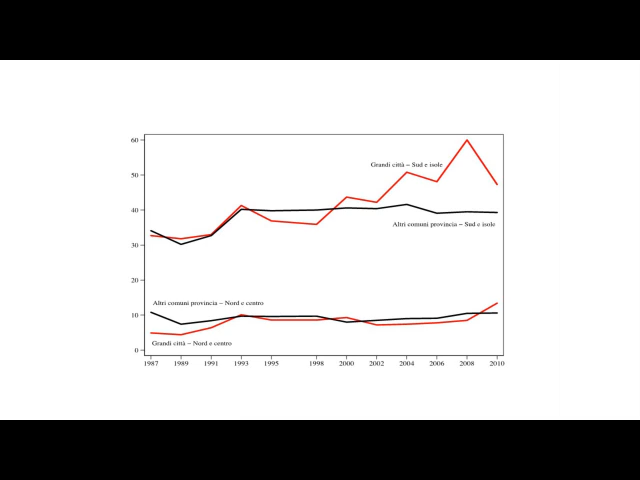 60
Grandi città – Sud e isole
50
40
Altri comuni provincia – Sud e isole
30
20
Altri comuni provincia – Nord e centro
10
Grandi città – Nord e centro
0
1987 1989 1991 1993 1995 1998 2000 2002 2004 2006 2008 2010